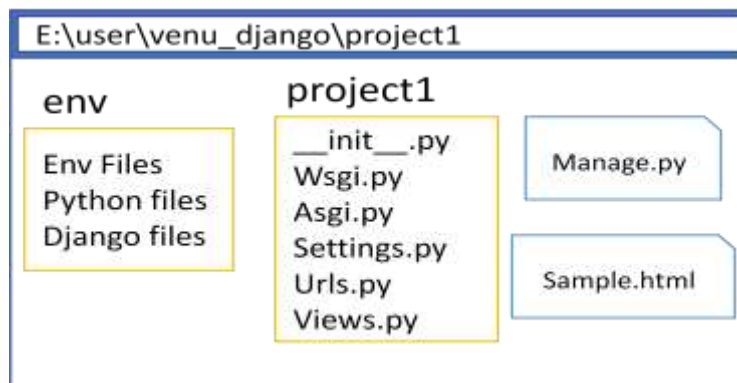 E:\user\venu_django\project1
env
Env Files
Python files
Django files
project1
__init__.py
Wsgi.py
Asgi.py
Settings.py
Urls.py
Views.py
Manage.py
Sample.html